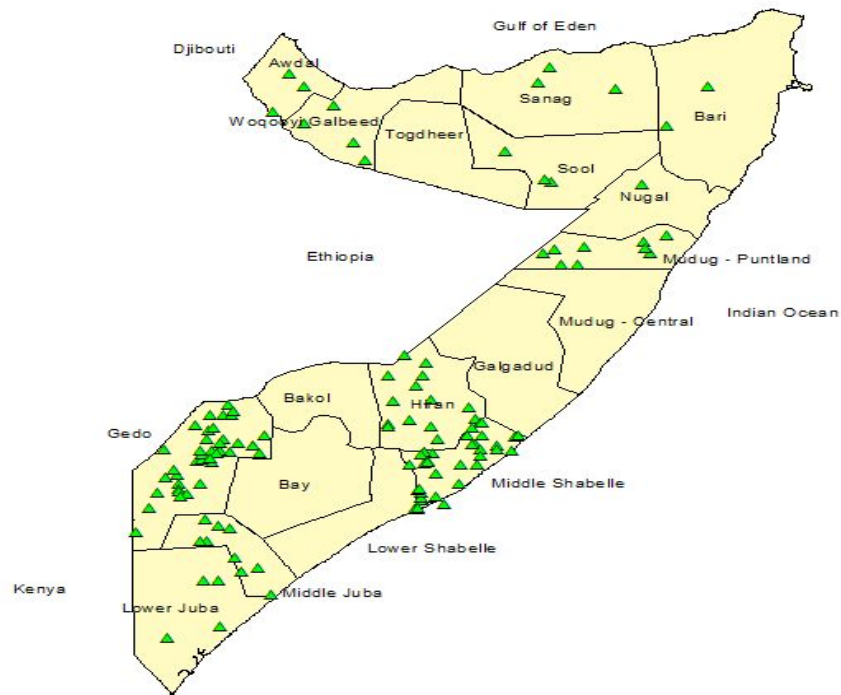 Gulf of Eden
Djibouti
Awdal
Sanag
Bari
Woqooyi Galbeed
Togdheer
Sool
Nugal
Ethiopia
Mudug - Puntland
Indian Ocean
Mudug - Central
Galgadud
Bakol
Hiran
Gedo
Bay
Middle Shabelle
Lower Shabelle
Kenya
Middle Juba
Lower Juba